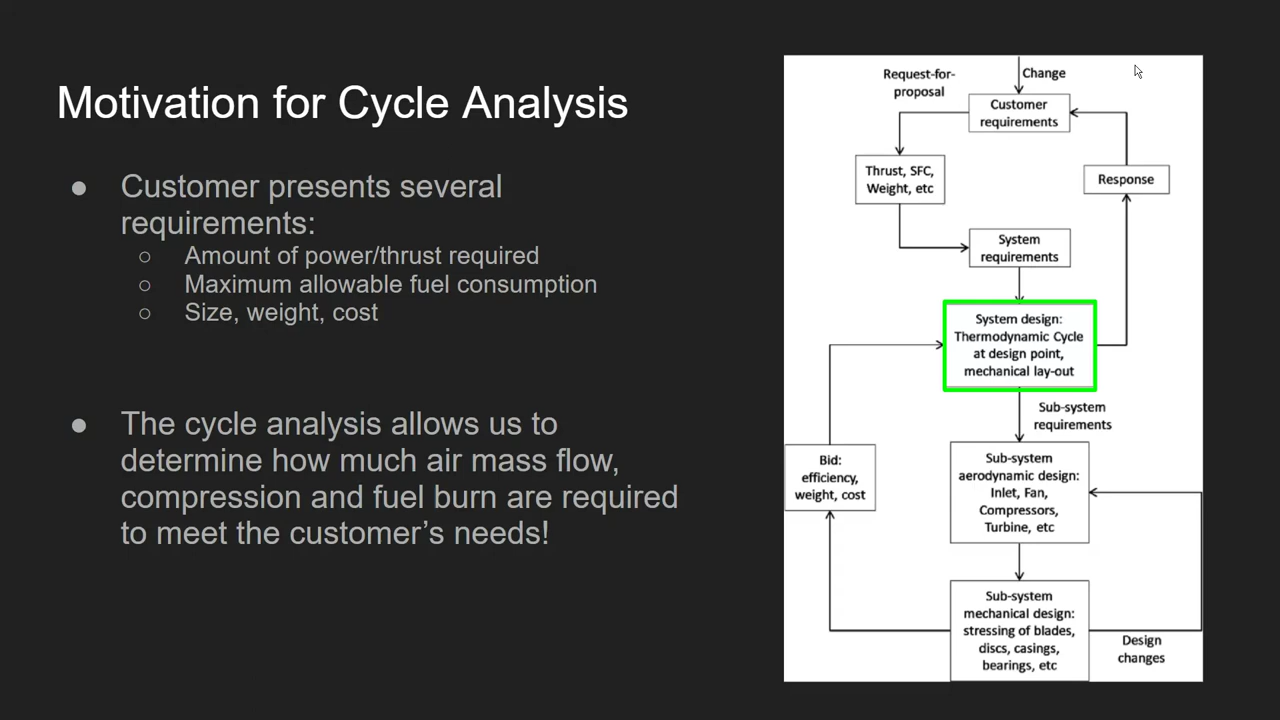 Motivation for Cycle Analysis
● Customer presents several
requirements:
○ Amount of power/thrust required
○ Maximum allowable fuel consumption
○ Size, weight, cost
● The cycle analysis allows us to
determine how much air mass flow,
compression and fuel burn are required
to meet the customer’s needs!
Request-for-
proposal
Change
Customer
requirements
Thrust, SFC,
Weight, etc
Response
System
requirements
System design:
Thermodynamic Cycle
at design point,
mechanical lay-out
Sub-system
requirements
Bid:
efficiency,
weight, cost
Sub-system
aerodynamic design:
Inlet, Fan,
Compressors,
Turbine, etc
Sub-system
mechanical design:
stressing of blades,
discs, casings,
bearings, etc
Design
changes